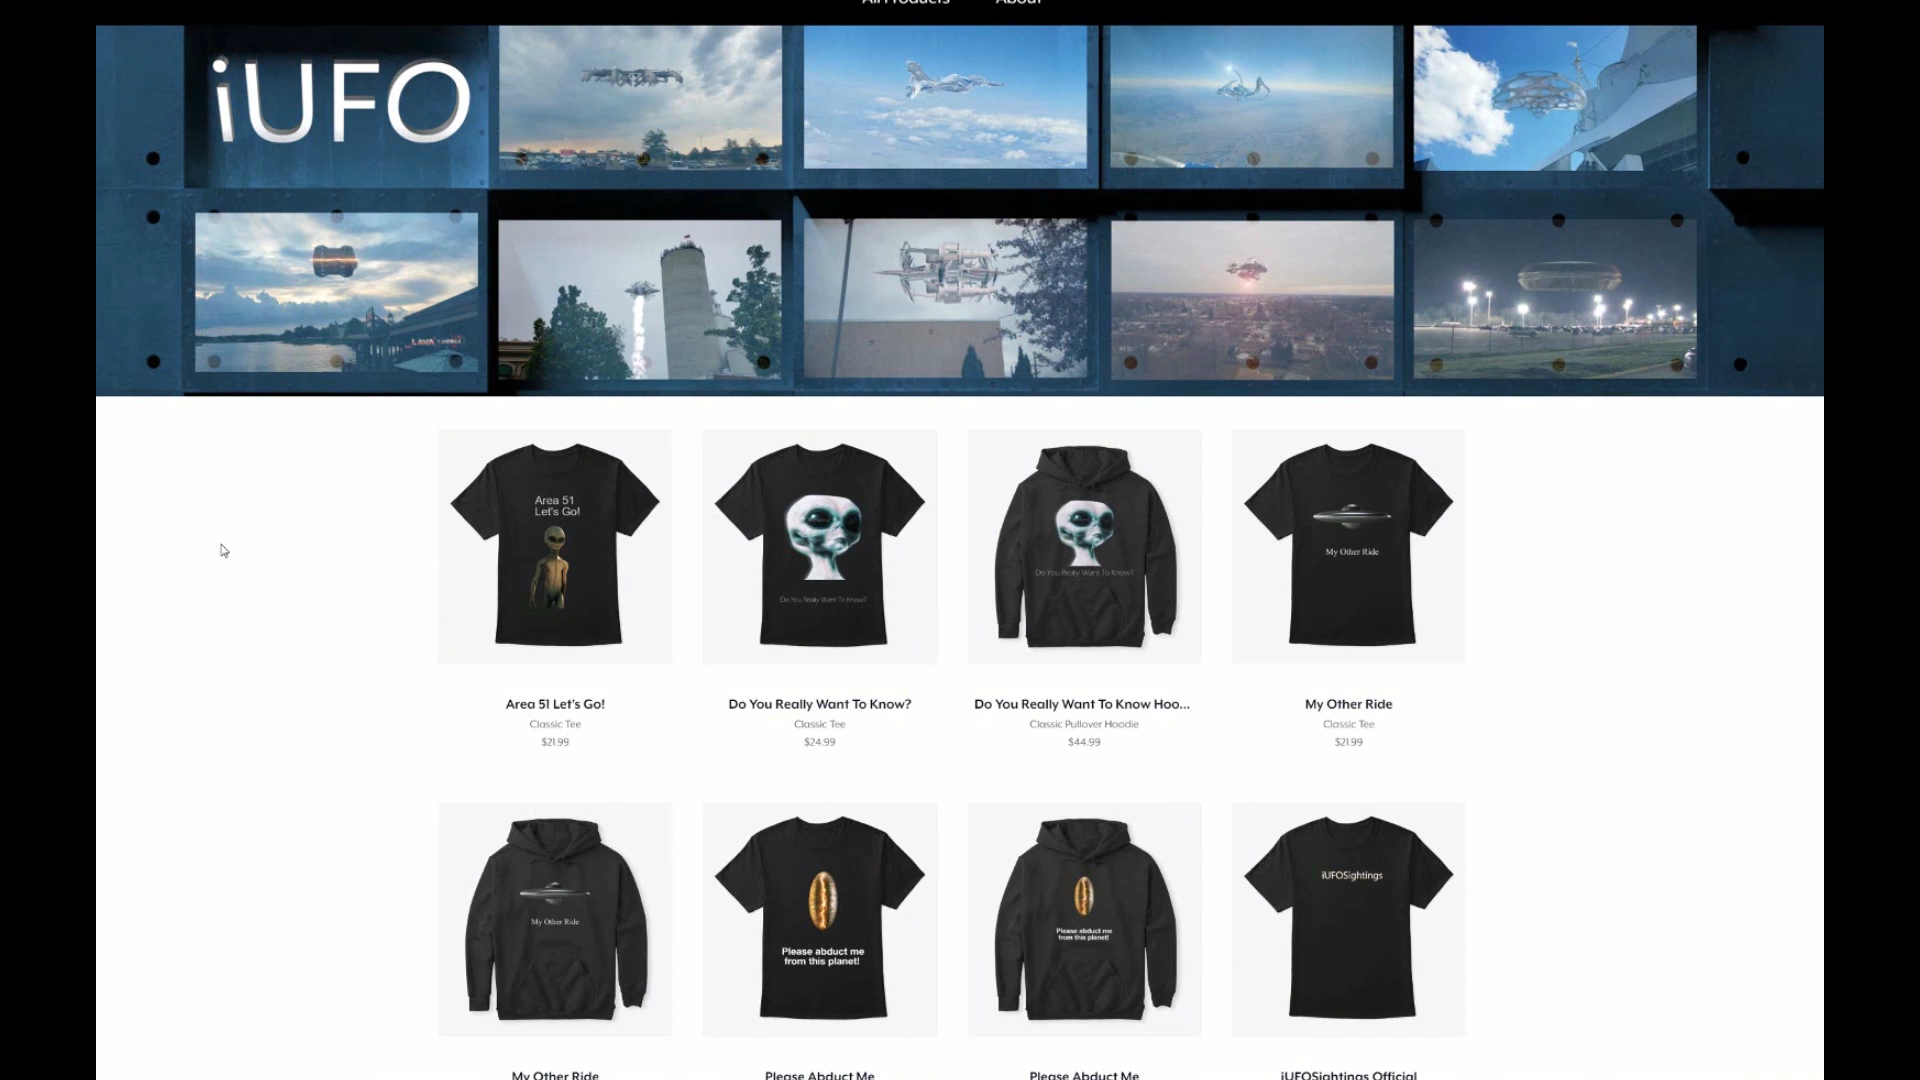 All Products About
iUFO
LAVA
Area 51
Let's Go!
Do You Really Want To Know?
Do You Really Want To Know?
My Other Ride
Area 51 Let's Go!
Classic Tee
$21.99
Do You Really Want To Know?
Classic Tee
$24.99
Do You Really Want To Know Hoo...
Classic Pullover Hoodie
$44.99
My Other Ride
Classic Tee
$21.99
My Other Ride
Please abduct me
from this planet!
Please abduct me
from this planet!
iUFOSightings
My Other Ride
Please Abduct Me
Please Abduct Me
iUFOSightings Official